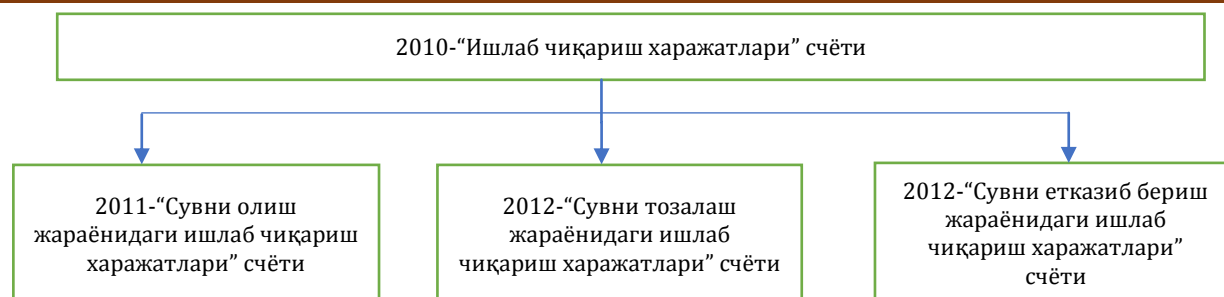 2010-“Ишлаб чиқариш харажатлари” счёти
2011-“Сувни олиш
жараёнидаги ишлаб чиқариш
харажатлари” счёти
2012-“Сувни тозалаш
жараёнидаги ишлаб
чиқариш харажатлари” счёти
2012-“Сувни етказиб бериш
жараёнидаги ишлаб
чиқариш харажатлари”
счёти